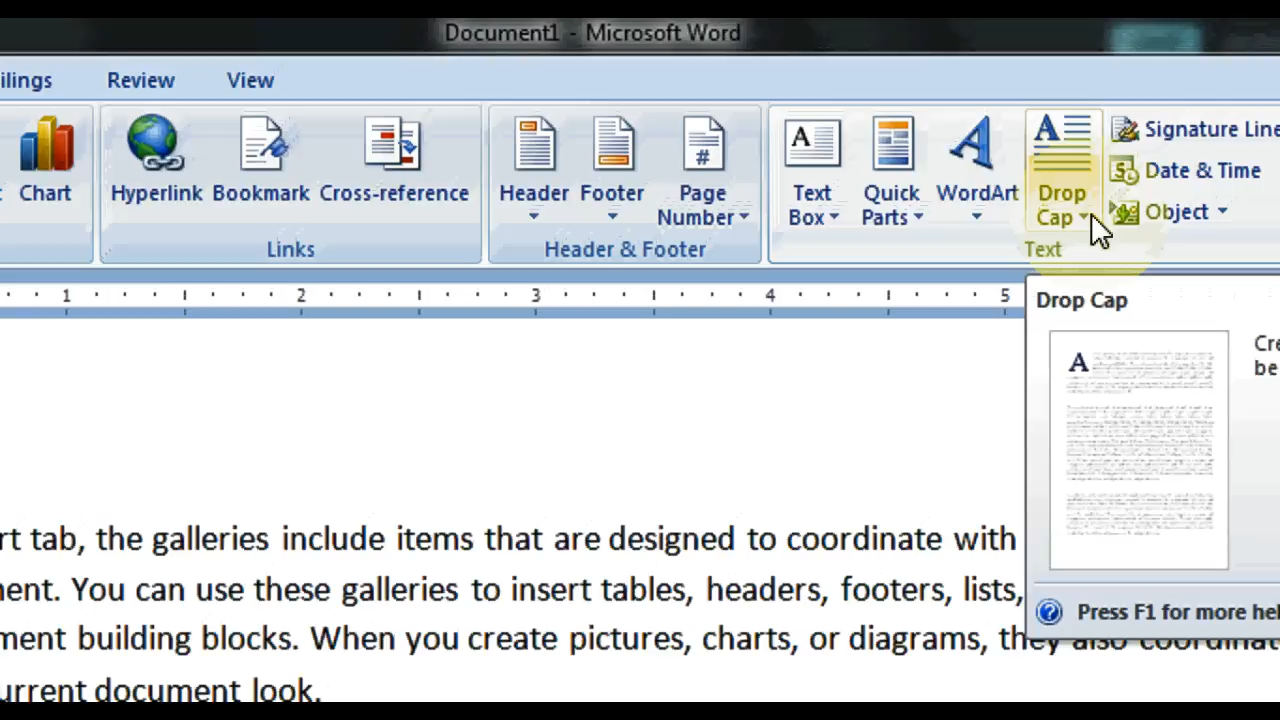 Document1 - Microsoft Word
ilings Review View
Chart Hyperlink Bookmark Cross-reference Header Footer Page Number Text Box Quick Parts WordArt Drop Cap Signature Line
Date & Time
Object
Links Header & Footer Text
1 2 3 4 5
Drop Cap
Cre
be
A
rt tab, the galleries include items that are designed to coordinate with
ment. You can use these galleries to insert tables, headers, footers, lists,
ment building blocks. When you create pictures, charts, or diagrams, they also coordinat
urrent document look.
Press F1 for more hel